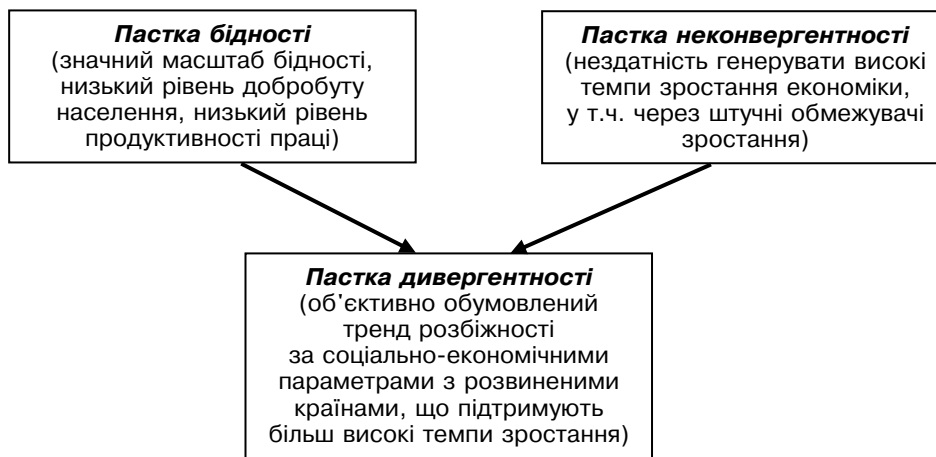 Пастка бідності
(значний масштаб бідності,
низький рівень добробуту
населення, низький рівень
продуктивності праці)
Пастка неконвергентності
(нездатність генерувати високі
темпи зростання економіки,
у т.ч. через штучні обмежувачі
зростання)
Пастка дивергентності
(об'єктивно обумовлений
тренд розбіжності
за соціально-економічними
параметрами з розвиненими
країнами, що підтримують
більш високі темпи зростання)